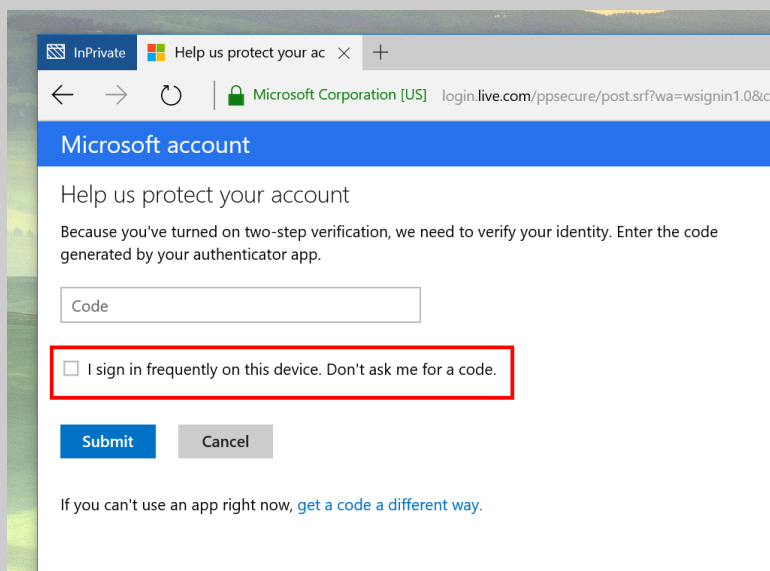 InPrivate
Help us protect your ac
Microsoft Corporation [US]
login.live.com/ppsecure/post.srf?wa=wsignin1.0&c
Microsoft account
Help us protect your account
Because you've turned on two-step verification, we need to verify your identity. Enter the code
generated by your authenticator app.
Code
I sign in frequently on this device. Don't ask me for a code.
Submit
Cancel
If you can't use an app right now, get a code a different way.